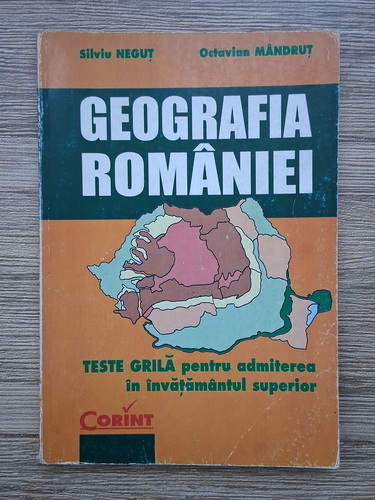 Silviu NEGUȚ Octavian MÂNDRUȚ
GEOGRAFIA
ROMÂNIEI
TESTE GRILĂ pentru admiterea
în învățământul superior
CORINT